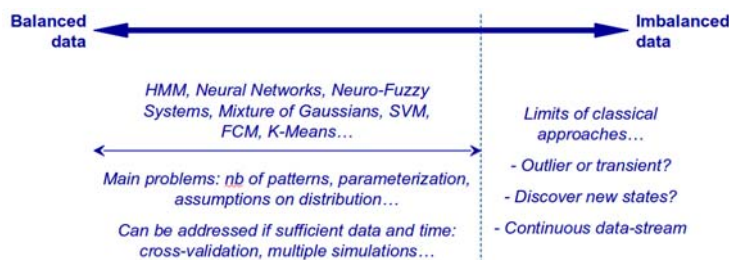 Balanced
data
Imbalanced
data
HMM, Neural Networks, Neuro-Fuzzy
Systems, Mixture of Gaussians, SVM,
FCM, K-Means…
Main problems: nb of patterns, parameterization,
assumptions on distribution…
Can be addressed if sufficient data and time:
cross-validation, multiple simulations…
Limits of classical
approaches…
- Outlier or transient?
- Discover new states?
- Continuous data-stream